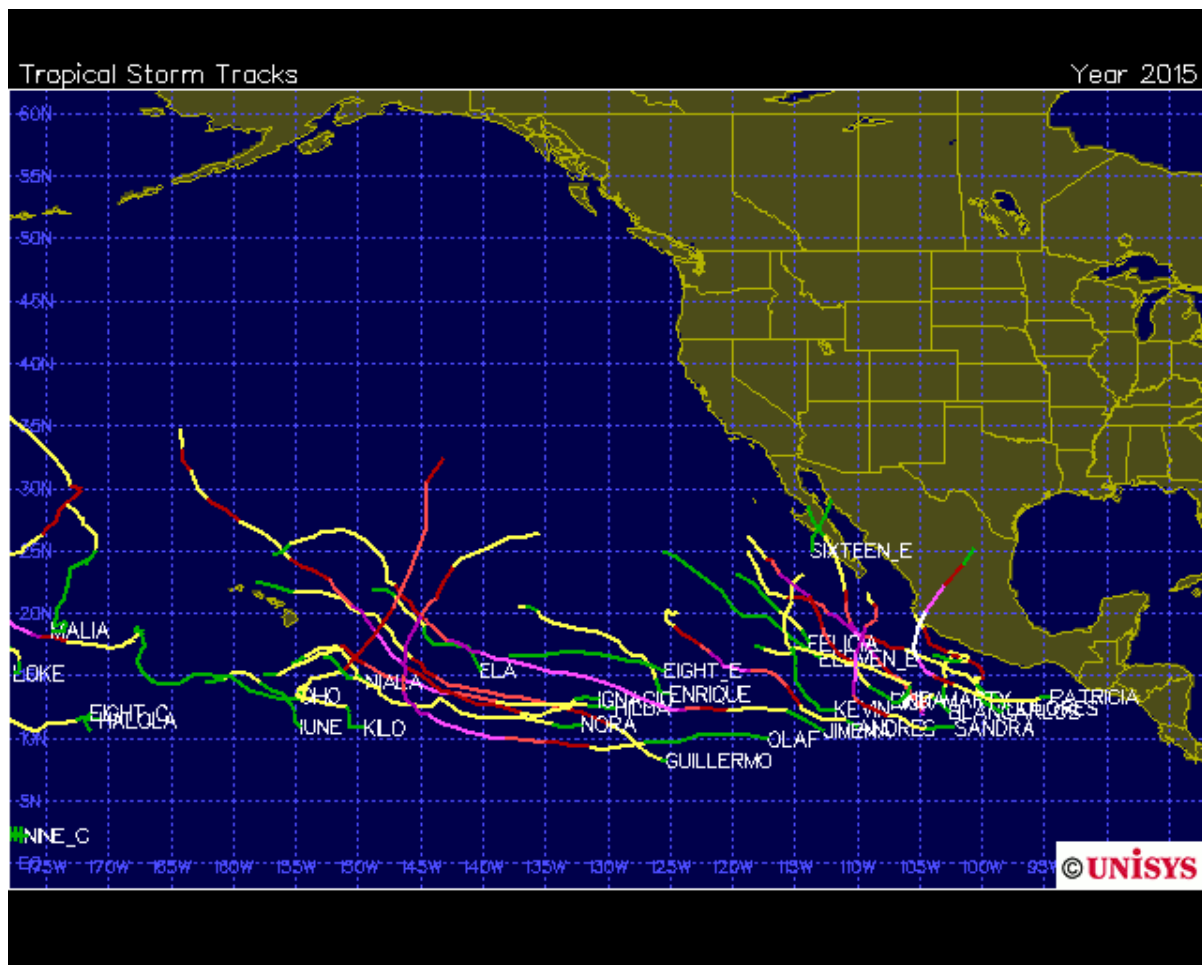 Tropical Storm Tracks
Year 2015
60N
55N
50N
45N
40N
35N
30N
25N
SIXTEEN_E
20N
MALIA
FELICIA
ELEVEN_E
15N
LOKE
ELA
EIGHT_E
NIALA
ENRIQUE
IGNACIO
HILDA
OHO
PATRICIA
MARTY
EIGHT_C
HALOLA
IUNE
KILO
NORA
KEVIN
ANDRES
SANDRA
10N
OLAF
GUILLERMO
5N
NINE_C
EQ
175W
170W
165W
160W
155W
150W
145W
140W
135W
130W
125W
120W
115W
110W
105W
100W
© UNISYS